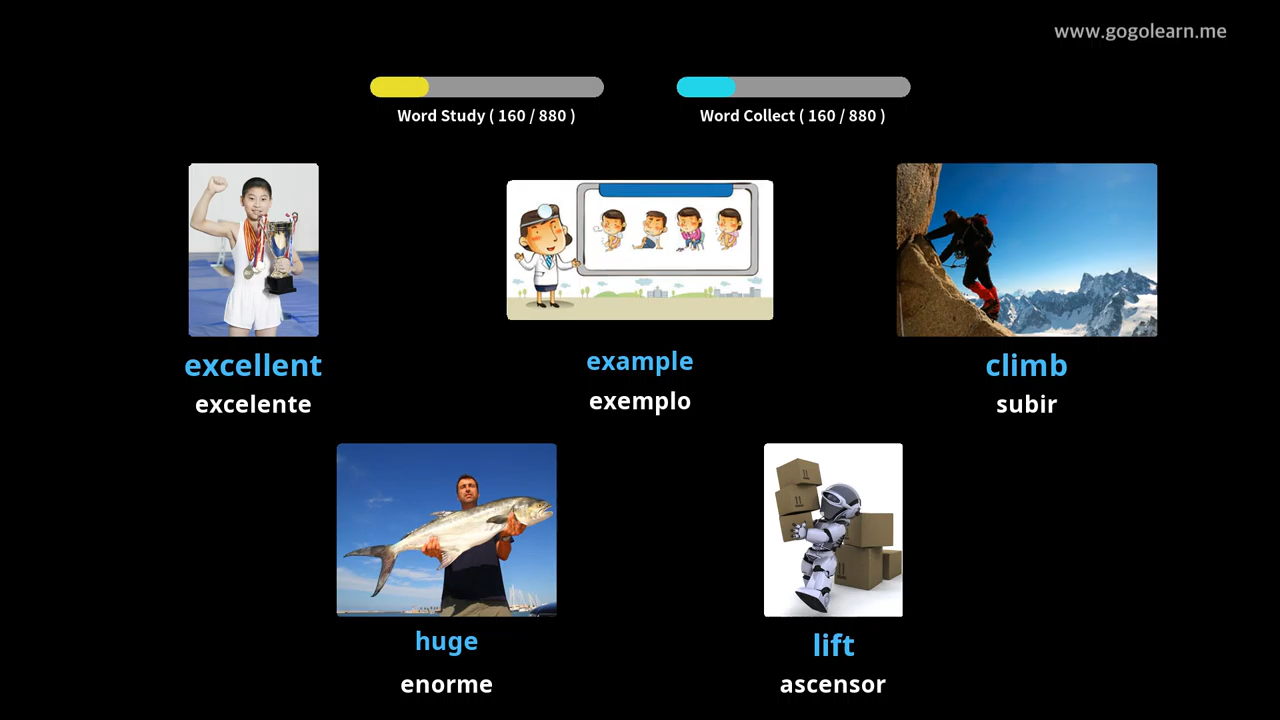 www.gogolearn.me
Word Study ( 160 / 880 )
Word Collect ( 160 / 880 )
excellent
excelente
example
exemplo
climb
subir
huge
enorme
lift
ascensor